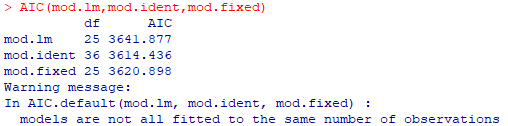 > AIC(mod.lm,mod.ident,mod.fixed)
df AIC
mod.lm 25 3641.877
mod.ident 36 3614.436
mod.fixed 25 3620.898
Warning message:
In AIC.default(mod.lm, mod.ident, mod.fixed) :
models are not all fitted to the same number of observations